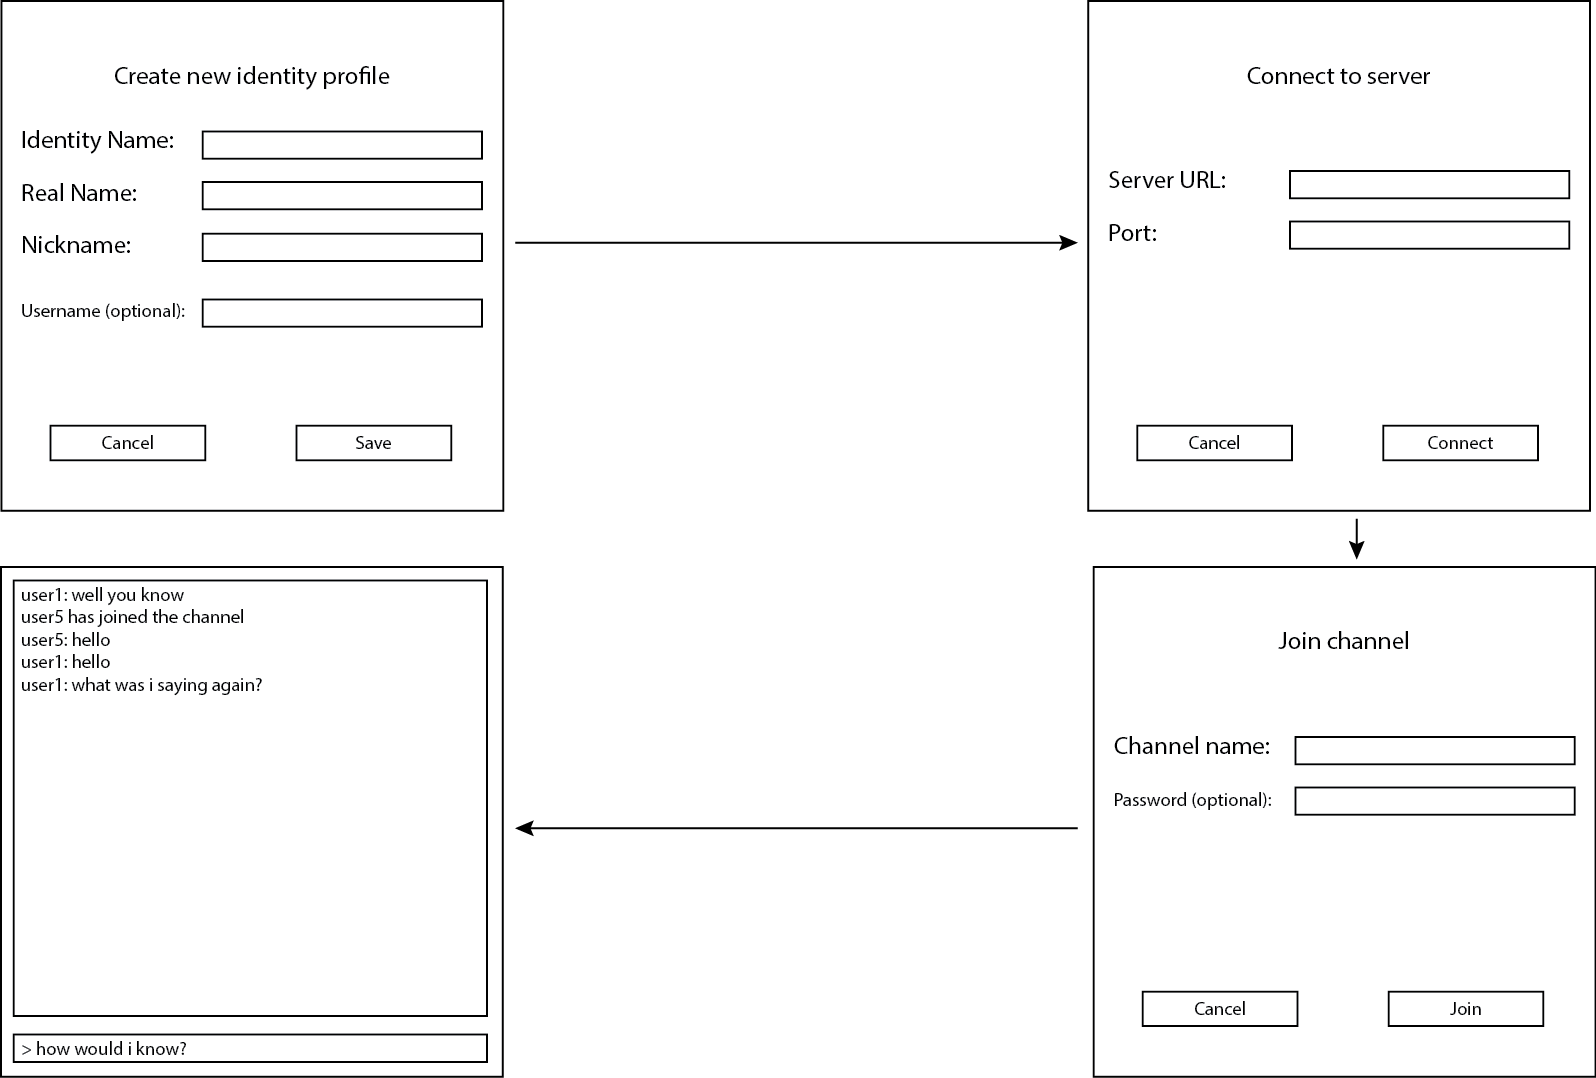 Create new identity profile
Identity Name:
Real Name:
Nickname:
Username (optional):
Cancel
Save
Connect to server
Server URL:
Port:
Cancel
Connect
Join channel
Channel name:
Password (optional):
Cancel
Join
user1: well you know
user5 has joined the channel
user5: hello
user1: hello
user1: what was i saying again?
> how would i know?